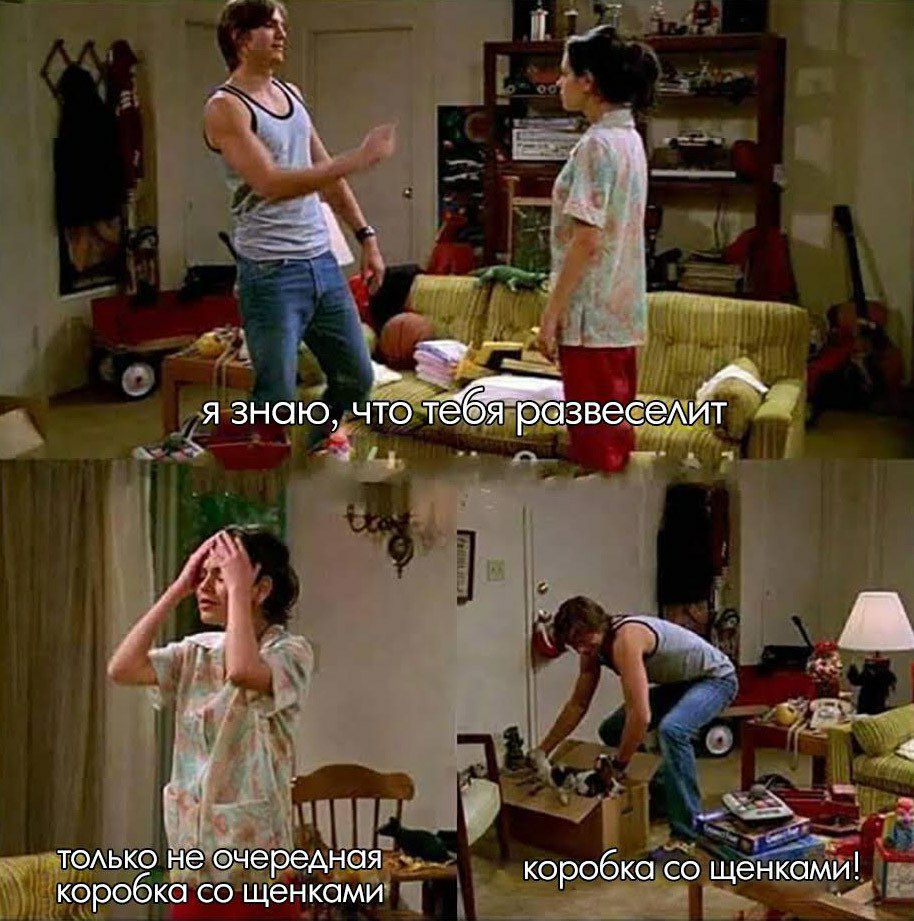 я знаю, что тебя развеселит
только не очередная
коробка со щенками
коробка со щенками!